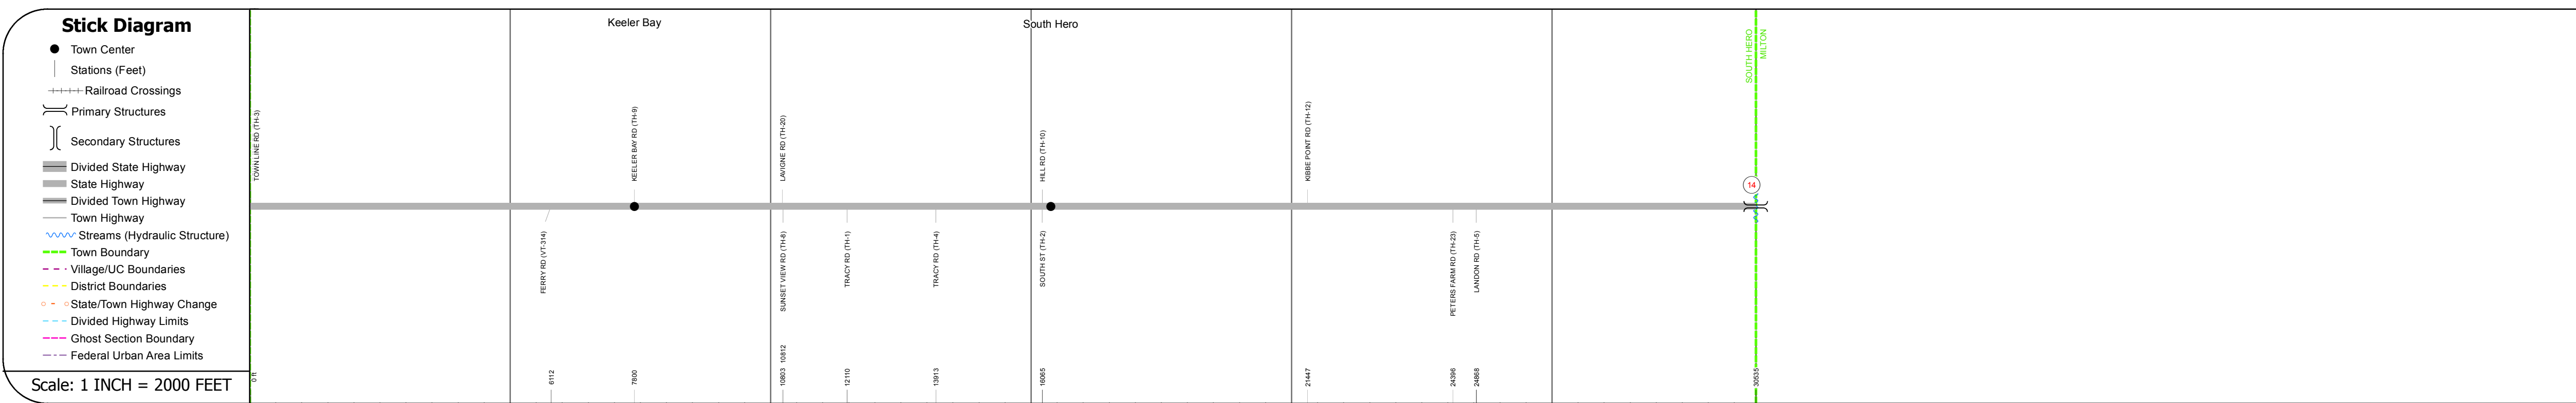 Stick Diagram
Town Center
Stations (Feet)
Railroad Crossings
Primary Structures
Secondary Structures
Divided State Highway
State Highway
Divided Town Highway
Town Highway
Streams (Hydraulic Structure)
Town Boundary
Village/UC Boundaries
District Boundaries
State/Town Highway Change
Divided Highway Limits
Ghost Section Boundary
Federal Urban Area Limits
Scale: 1 INCH = 2000 FEET
Keeler Bay
South Hero
SOUTH HERO
MILTON
TOWN LINE RD (TH-3)
KEELER BAY RD (TH-9)
LAVIGNE RD (TH-20)
HILL RD (TH-10)
KIBBE POINT RD (TH-12)
14
FERRY RD (VT-314)
SUNSET VIEW RD (TH-8)
TRACY RD (TH-1)
TRACY RD (TH-4)
SOUTH ST (TH-2)
PETERS FARM RD (TH-23)
LANDON RD (TH-5)
0 ft
6112
7800
10803 10812
12110
13913
16065
21447
24396
24868
30535